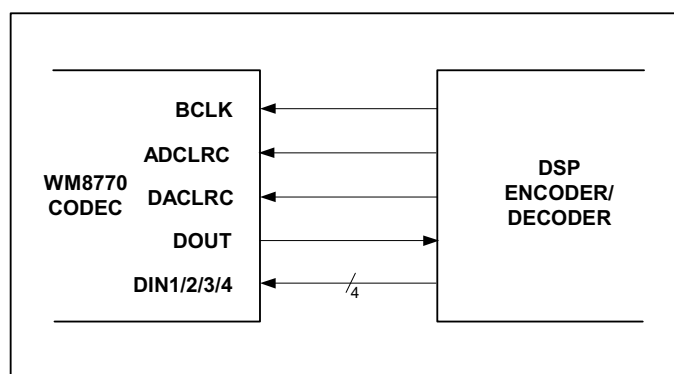 WM8770
CODEC
BCLK
ADCLRC
DACLRC
DOUT
DIN1/2/3/4
4
DSP
ENCODER/
DECODER